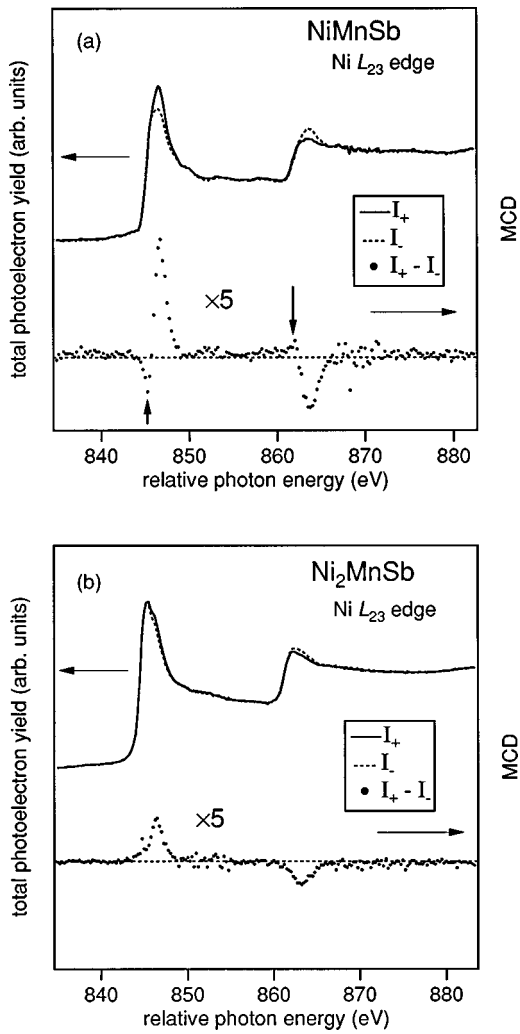 (a)
NiMnSb
Ni L₂₃ edge
total photoelectron yield (arb. units)
MCD
I₊
I₋
I₊ - I₋
×5
840 850 860 870 880
relative photon energy (eV)
(b)
Ni₂MnSb
Ni L₂₃ edge
total photoelectron yield (arb. units)
MCD
I₊
I₋
I₊ - I₋
×5
840 850 860 870 880
relative photon energy (eV)